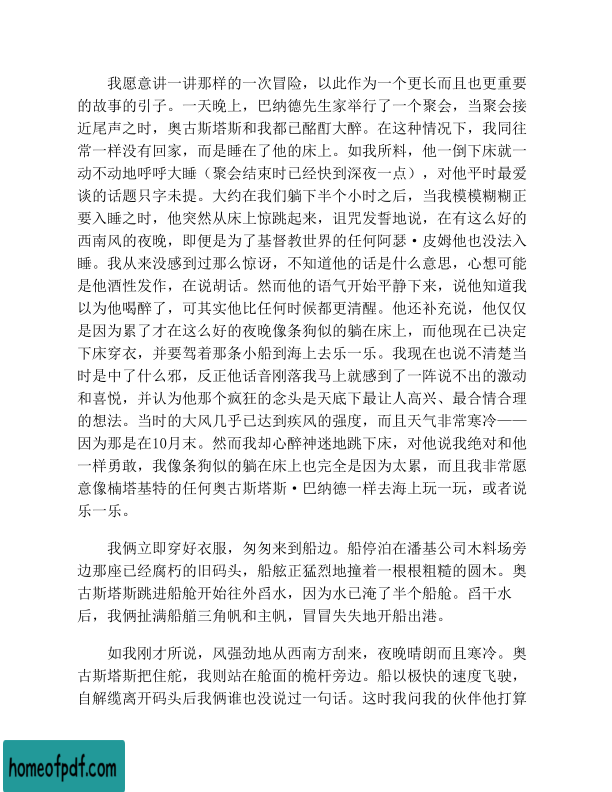 我愿意讲一讲那样的一次冒险，以此作为一个更长而且也更重要
的故事的引子。一天晚上，巴纳德先生家举行了一个聚会，当聚会接
近尾声之时，奥古斯塔斯和我都已酩酊大醉。在这种情况下，我同往
常一样没有回家，而是睡在了他的床上。如我所料，他一倒下床就一
动不动地呼呼大睡（聚会结束时已经快到深夜一点），对他平时最爱
谈的话题只字未提。大约在我们躺下半个小时之后，当我模模糊糊正
要入睡之时，他突然从床上惊跳起来，诅咒发誓地说，在有这么好的
西南风的夜晚，即便是为了基督教世界的任何阿瑟·皮姆他也没法入
睡。我从来没感到过那么惊讶，不知道他的话是什么意思，心想可能
是他酒性发作，在说胡话。然而他的语气开始平静下来，说他知道我
以为他喝醉了，可其实他比任何时候都更清醒。他还补充说，他仅仅
是因为累了才在这么好的夜晚像条狗似的躺在床上，而他现在已决定
下床穿衣，并要驾着那条小船到海上去乐一乐。我现在也说不清楚当
时是中了什么邪，反正他话音刚落我马上就感到了一阵说不出的激动
和喜悦，并认为他那个疯狂的念头是天底下最让人高兴、最合情合理
的想法。当时的大风几乎已达到疾风的强度，而且天气非常寒冷——
因为那是在10月末。然而我却心醉神迷地跳下床，对他说我绝对和他
一样勇敢，我像条狗似的躺在床上也完全是因为太累，而且我非常愿
意像楠塔基特的任何奥古斯塔斯·巴纳德一样去海上玩一玩，或者说
乐一乐。
我俩立即穿好衣服，匆匆来到船边。船停泊在潘基公司木料场旁
边那座已经腐朽的旧码头，船舷正猛烈地撞着一根根粗糙的圆木。奥
古斯塔斯跳进船舱开始往外舀水，因为水已淹了半个船舱。舀干水
后，我俩扯满船艏三角帆和主帆，冒冒失失地开船出港。
如我刚才所说，风强劲地从西南方刮来，夜晚晴朗而且寒冷。奥
古斯塔斯把住舵，我则站在舱面的桅杆旁边。船以极快的速度飞驶，
自解缆离开码头后我俩谁也没说过一句话。这时我问我的伙伴他打算
homeofpdf.com